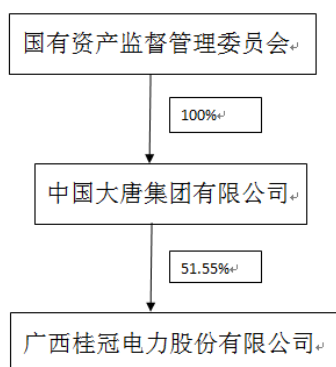 国有资产监督管理委员会
100%
中国大唐集团有限公司
51.55%
广西桂冠电力股份有限公司